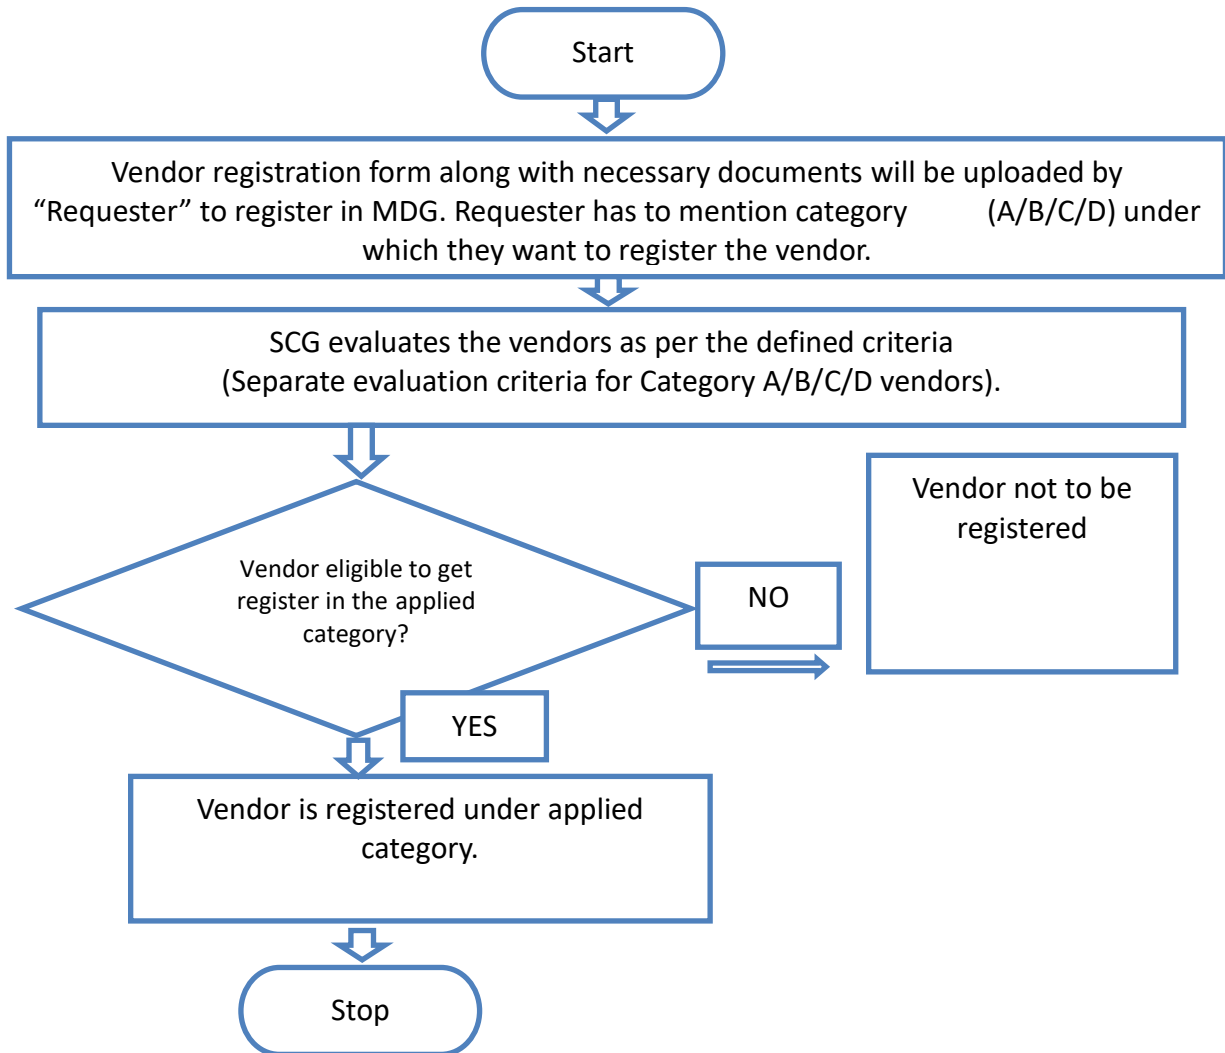 Start
Vendor registration form along with necessary documents will be uploaded by
“Requester” to register in MDG. Requester has to mention category (A/B/C/D) under
which they want to register the vendor.
SCG evaluates the vendors as per the defined criteria
(Separate evaluation criteria for Category A/B/C/D vendors).
Vendor eligible to get
register in the applied
category?
NO
Vendor not to be
registered
YES
Vendor is registered under applied
category.
Stop